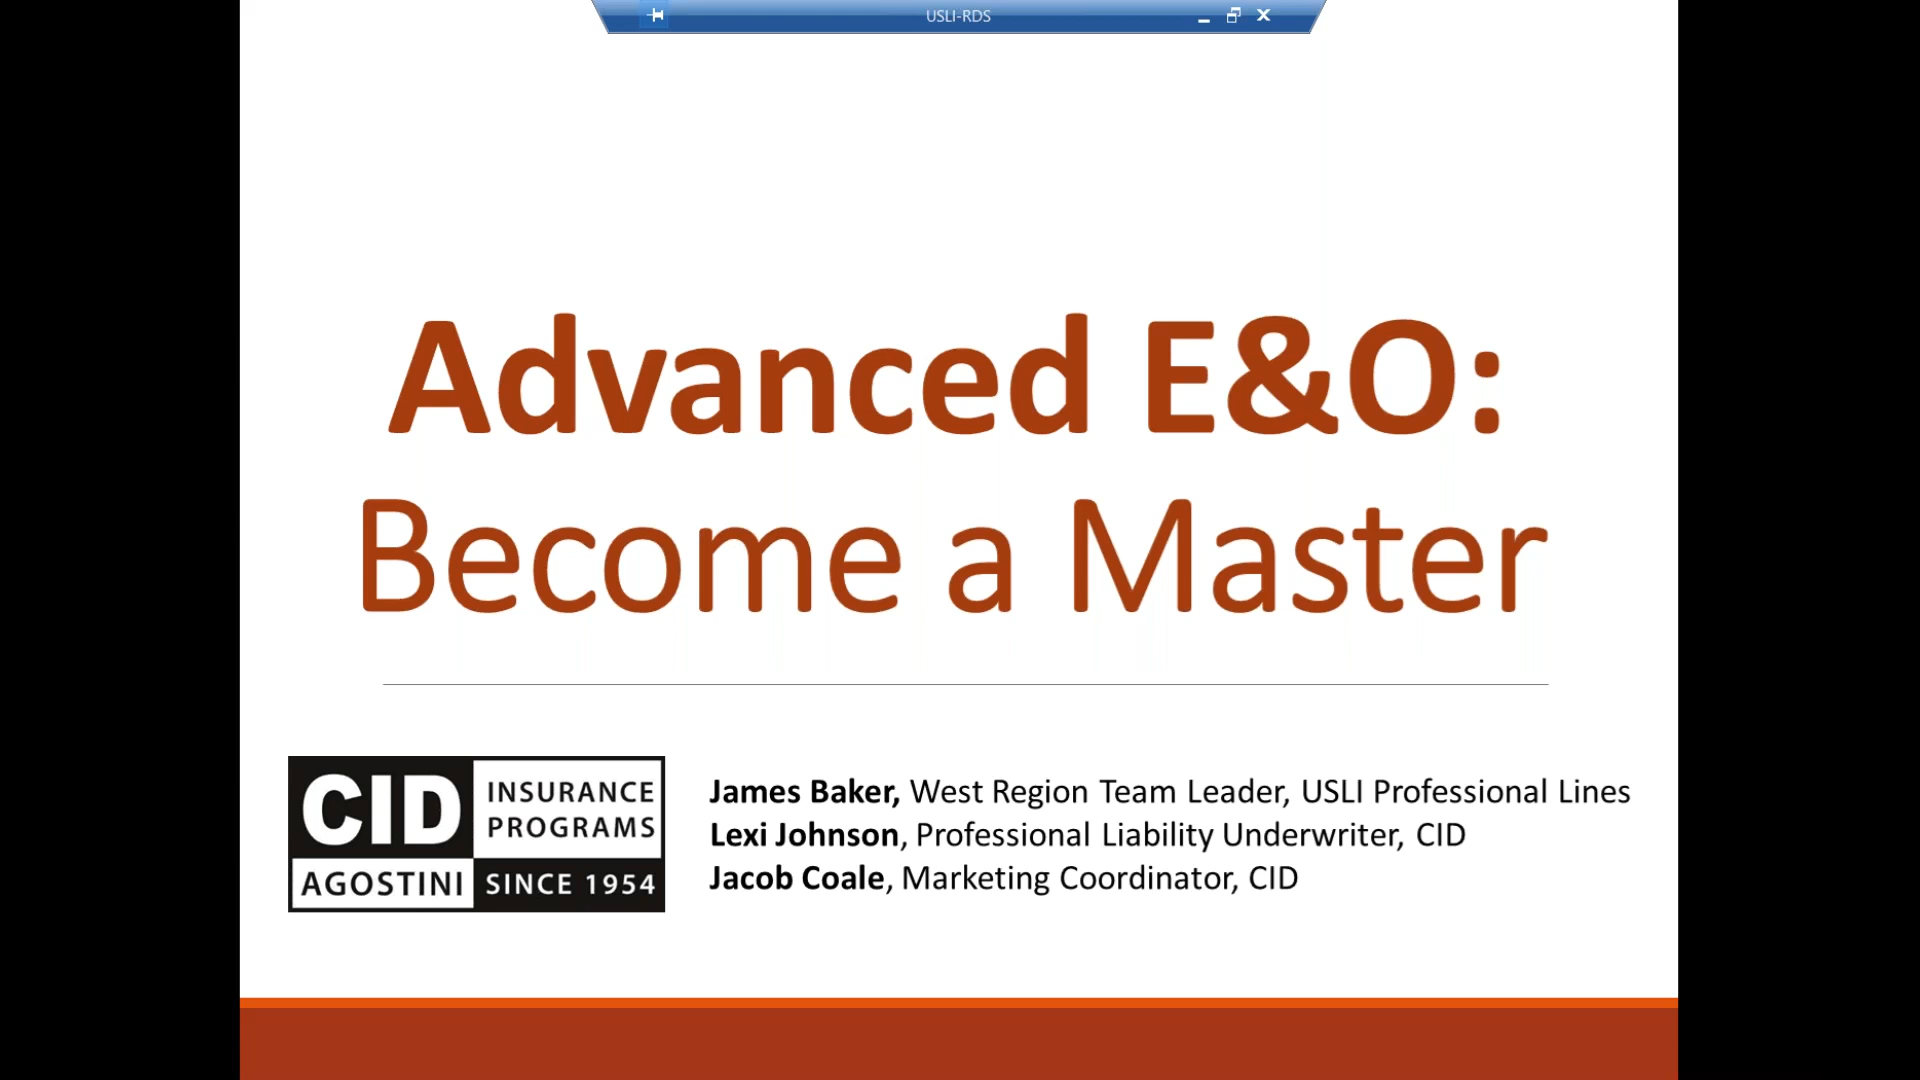 USLI-RDS
Advanced E&O:
Become a Master
CID
INSURANCE
PROGRAMS
AGOSTINI
SINCE 1954
James Baker, West Region Team Leader, USLI Professional Lines
Lexi Johnson, Professional Liability Underwriter, CID
Jacob Coale, Marketing Coordinator, CID